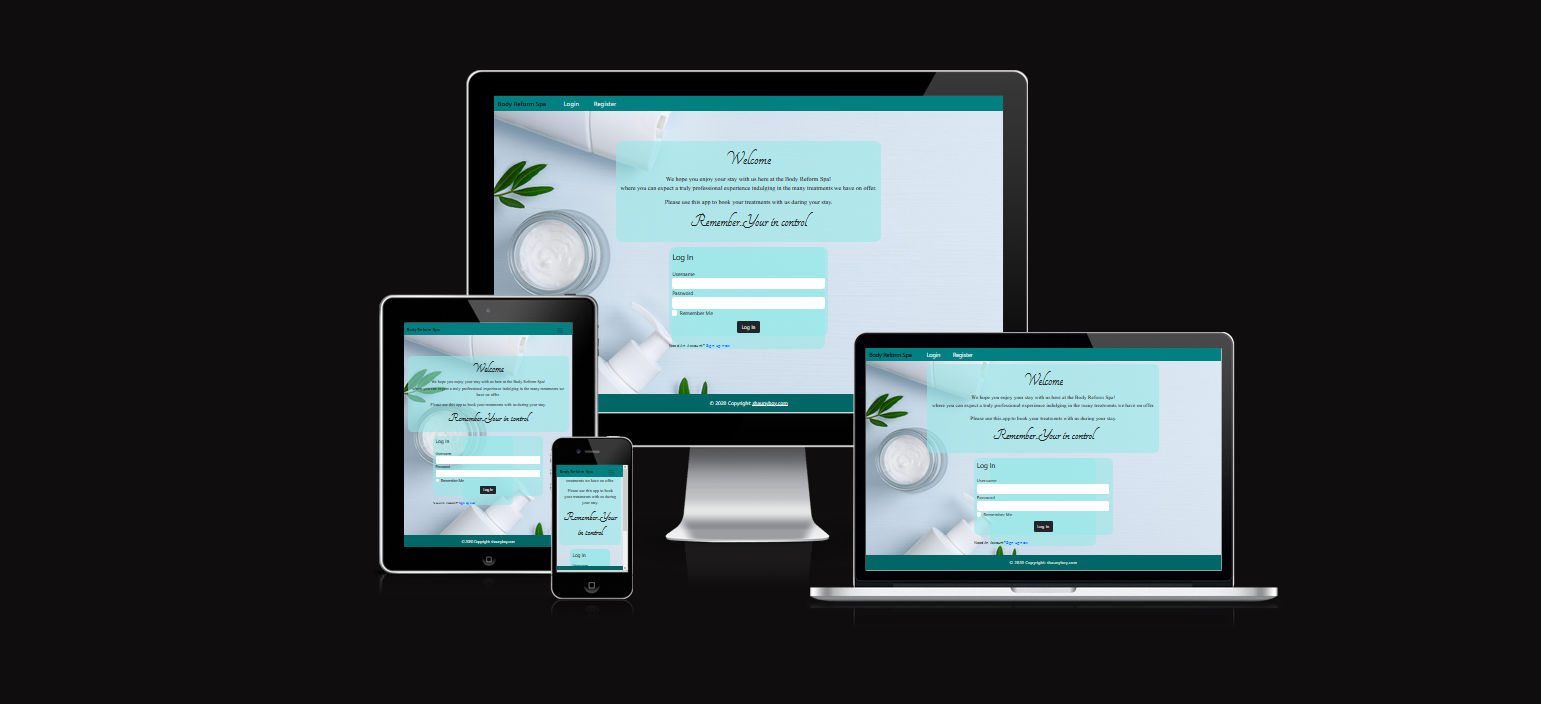 Body Reform Spa Login Register
Welcome
We hope you enjoy your stay with us here at the Body Reform Spa!
where you can expect a truly professional experience indulging in the many treatments we have on offer.
Please use this app to book your treatments with us during your stay.
Remember..Your in control
Log In
Username
Password
Remember Me
Log In
Need An Account? Sign up now
© 2020 Copyright: shaunyboy.com
Body Reform Spa
Welcome
We hope you enjoy your stay with us here at the Body Reform Spa!
where you can expect a truly professional experience indulging in the many treatments we
have on offer.
Please use this app to book your treatments with us during your stay.
Remember..Your in control
Log In
Username
Password
Remember Me
Log In
© 2020 Copyright: shaunyboy.com
Body Reform Spa
treatments we have on offer.
Please use this app to book
your treatments with us during
your stay.
Remember..Your
in control
Log In
Body Reform Spa Login Register
Welcome
We hope you enjoy your stay with us here at the Body Reform Spa!
where you can expect a truly professional experience indulging in the many treatments we have on offer.
Please use this app to book your treatments with us during your stay.
Remember..Your in control
Log In
Username
Password
Remember Me
Log In
Need An Account? Sign up now
© 2020 Copyright: shaunyboy.com